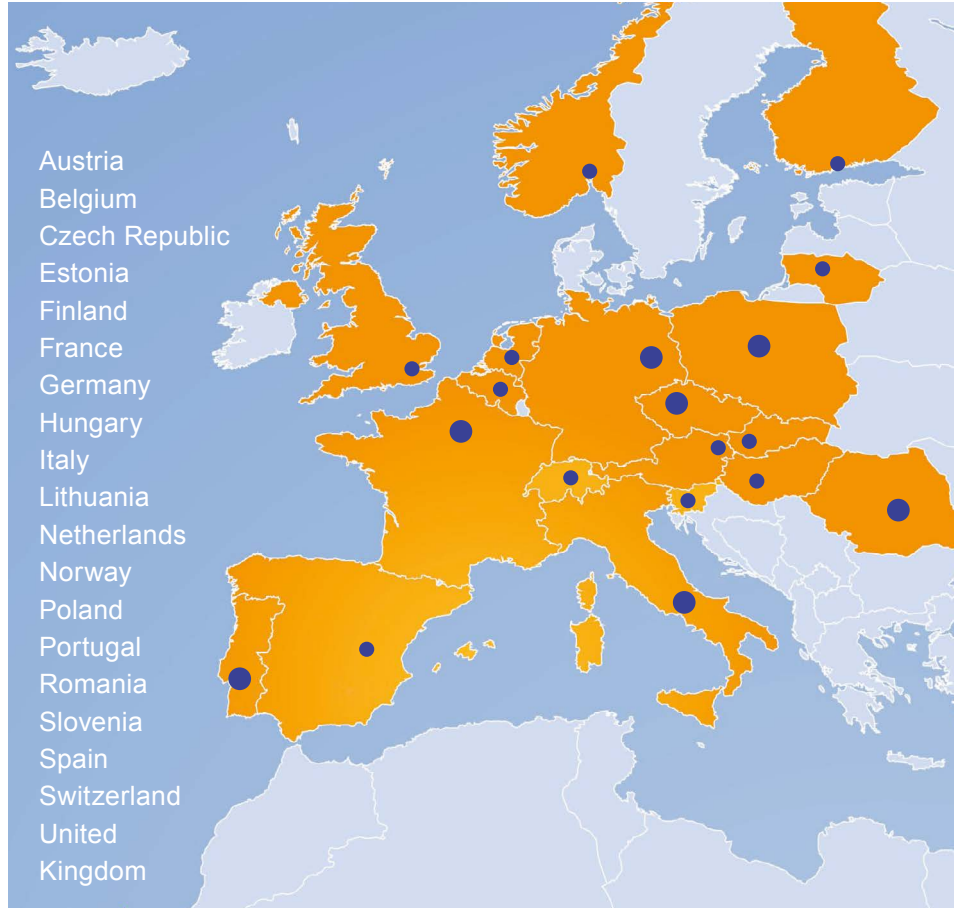 Austria
Belgium
Czech Republic
Estonia
Finland
France
Germany
Hungary
Italy
Lithuania
Netherlands
Norway
Poland
Portugal
Romania
Slovenia
Spain
Switzerland
United
Kingdom